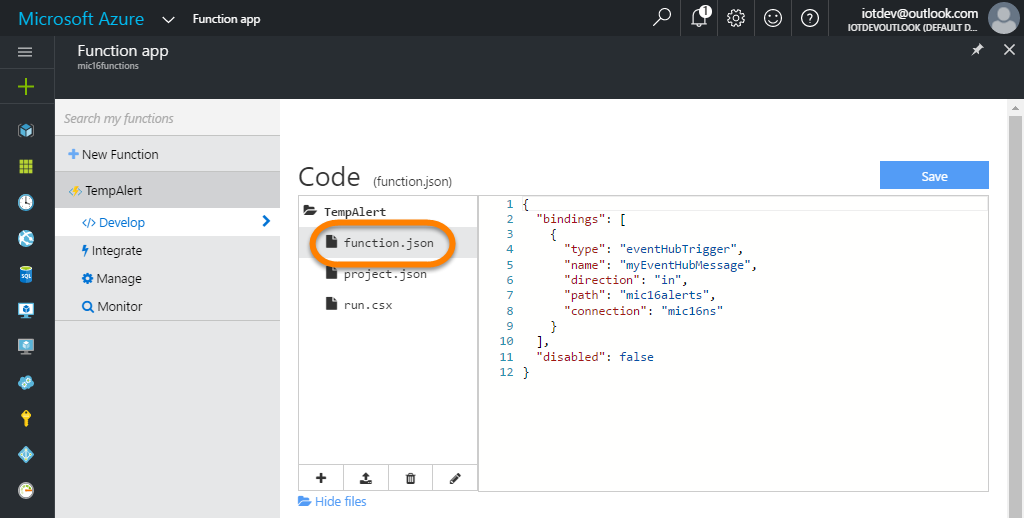 Microsoft Azure
Function app
1
iotdev@outlook.com
IOTDEVOUTLOOK (DEFAULT D...
Function app
mic16functions
Search my functions
+ New Function
TempAlert
</> Develop
Integrate
Manage
Monitor
Code (function.json)
Save
TempAlert
function.json
project.json
run.csx
1 {
2 "bindings": [
3 {
4 "type": "eventHubTrigger",
5 "name": "myEventHubMessage",
6 "direction": "in",
7 "path": "mic16alerts",
8 "connection": "mic16ns"
9 }
10 ],
11 "disabled": false
12 }
Hide files
SQL